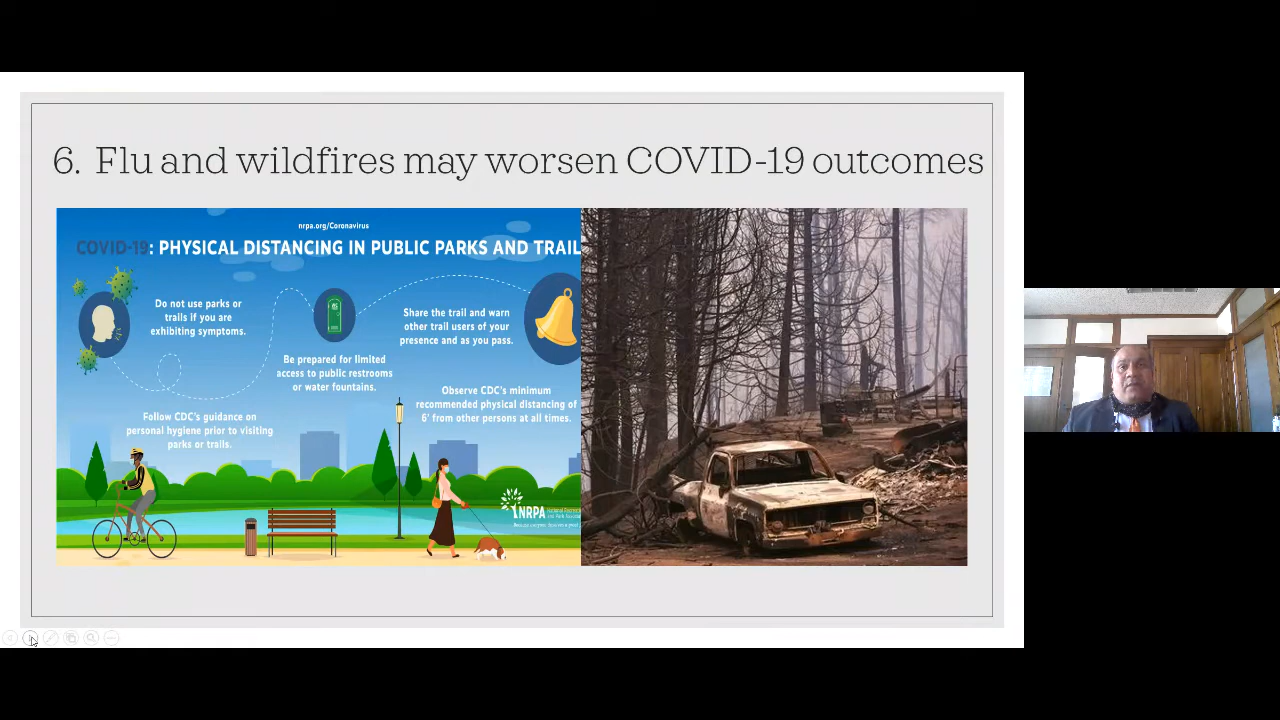 6. Flu and wildfires may worsen COVID-19 outcomes
nrpa.org/Coronavirus
COVID-19: PHYSICAL DISTANCING IN PUBLIC PARKS AND TRAIL
Do not use parks or
trails if you are
exhibiting symptoms.
Be prepared for limited
access to public restrooms
or water fountains.
Share the trail and warn
other trail users of your
presence and as you pass.
Follow CDC's guidance on
personal hygiene prior to visiting
parks or trails.
Observe CDC's minimum
recommended physical distancing of
6' from other persons at all times.
NRPA